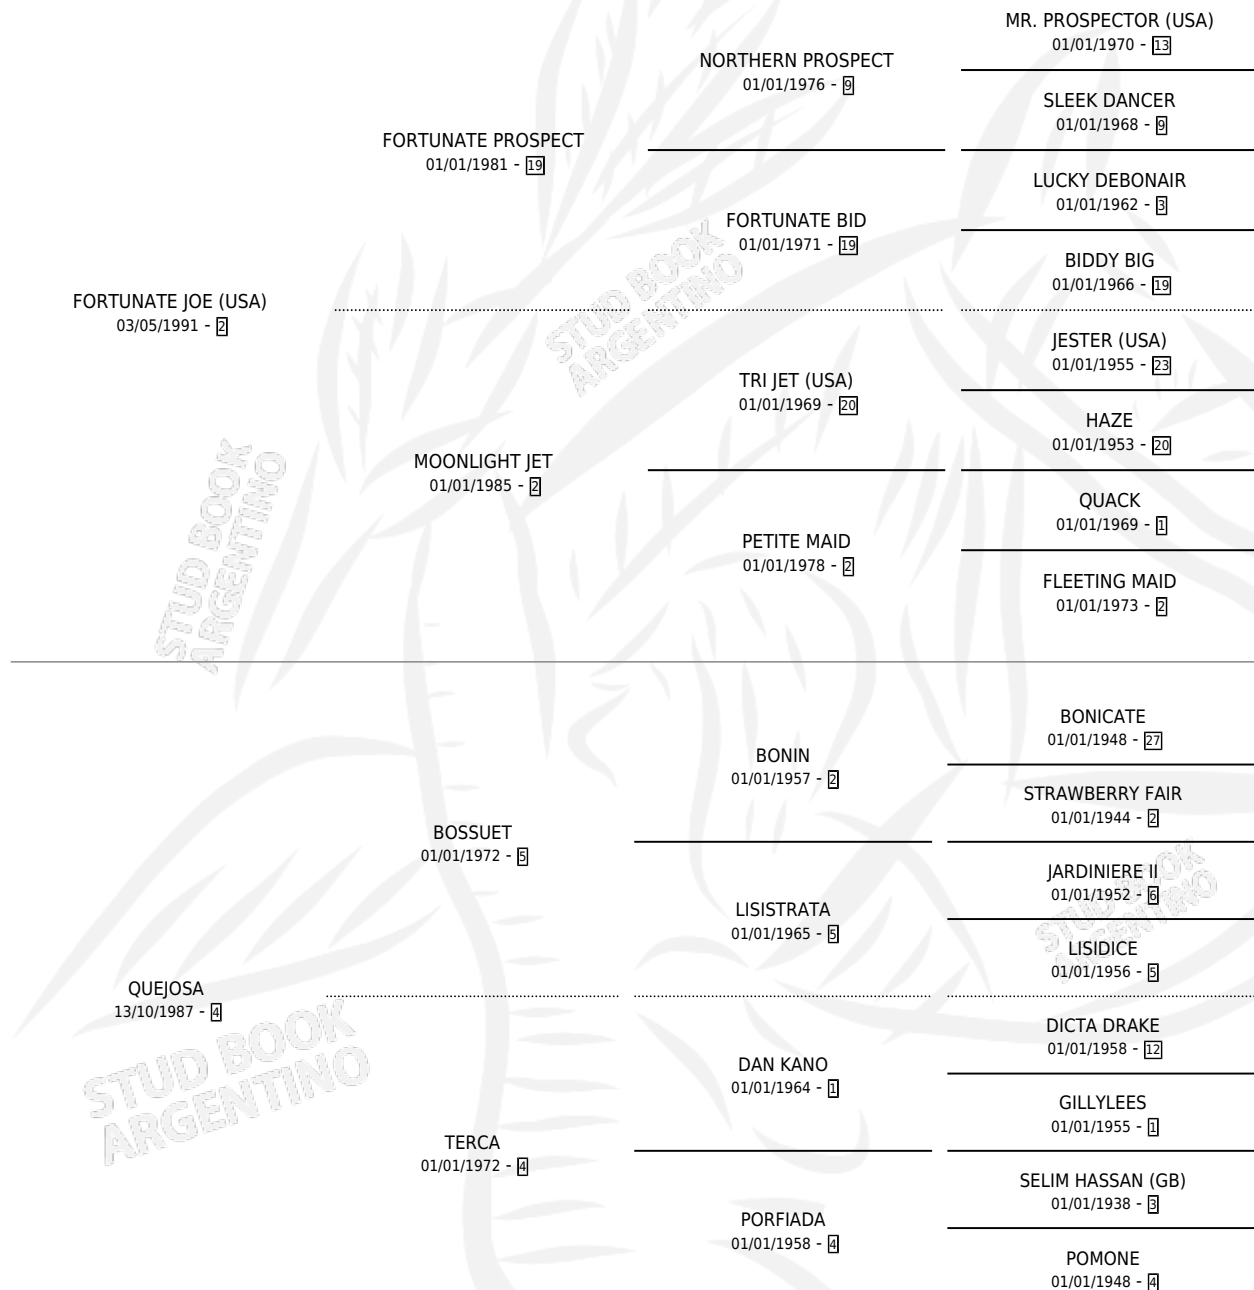 MR. PROSPECTOR (USA)
01/01/1970 - 13
NORTHERN PROSPECT
01/01/1976 - 9
SLEEK DANCER
01/01/1968 - 9
FORTUNATE PROSPECT
01/01/1981 - 19
LUCKY DEBONAIR
01/01/1962 - 3
FORTUNATE BID
01/01/1971 - 19
BIDDY BIG
01/01/1966 - 19
FORTUNATE JOE (USA)
03/05/1991 - 2
JESTER (USA)
01/01/1955 - 23
TRI JET (USA)
01/01/1969 - 20
HAZE
01/01/1953 - 20
MOONLIGHT JET
01/01/1985 - 2
QUACK
01/01/1969 - 1
PETITE MAID
01/01/1978 - 2
FLEETING MAID
01/01/1973 - 2
BONICATE
01/01/1948 - 27
BONIN
01/01/1957 - 2
STRAWBERRY FAIR
01/01/1944 - 2
BOSSUET
01/01/1972 - 5
JARDINIERE II
01/01/1952 - 6
LISISTRATA
01/01/1965 - 5
LISIDICE
01/01/1956 - 5
QUEJOSA
13/10/1987 - 4
DICTA DRAKE
01/01/1958 - 12
DAN KANO
01/01/1964 - 1
GILLYLEES
01/01/1955 - 1
TERCA
01/01/1972 - 4
SELIM HASSAN (GB)
01/01/1938 - 3
PORFIADA
01/01/1958 - 4
POMONE
01/01/1948 - 4
STUD BOOK
ARGENTINO
STUD BOOK
ARGENTINO
STUD BOOK
ARGENTINO
STUD BOOK
ARGENTINO